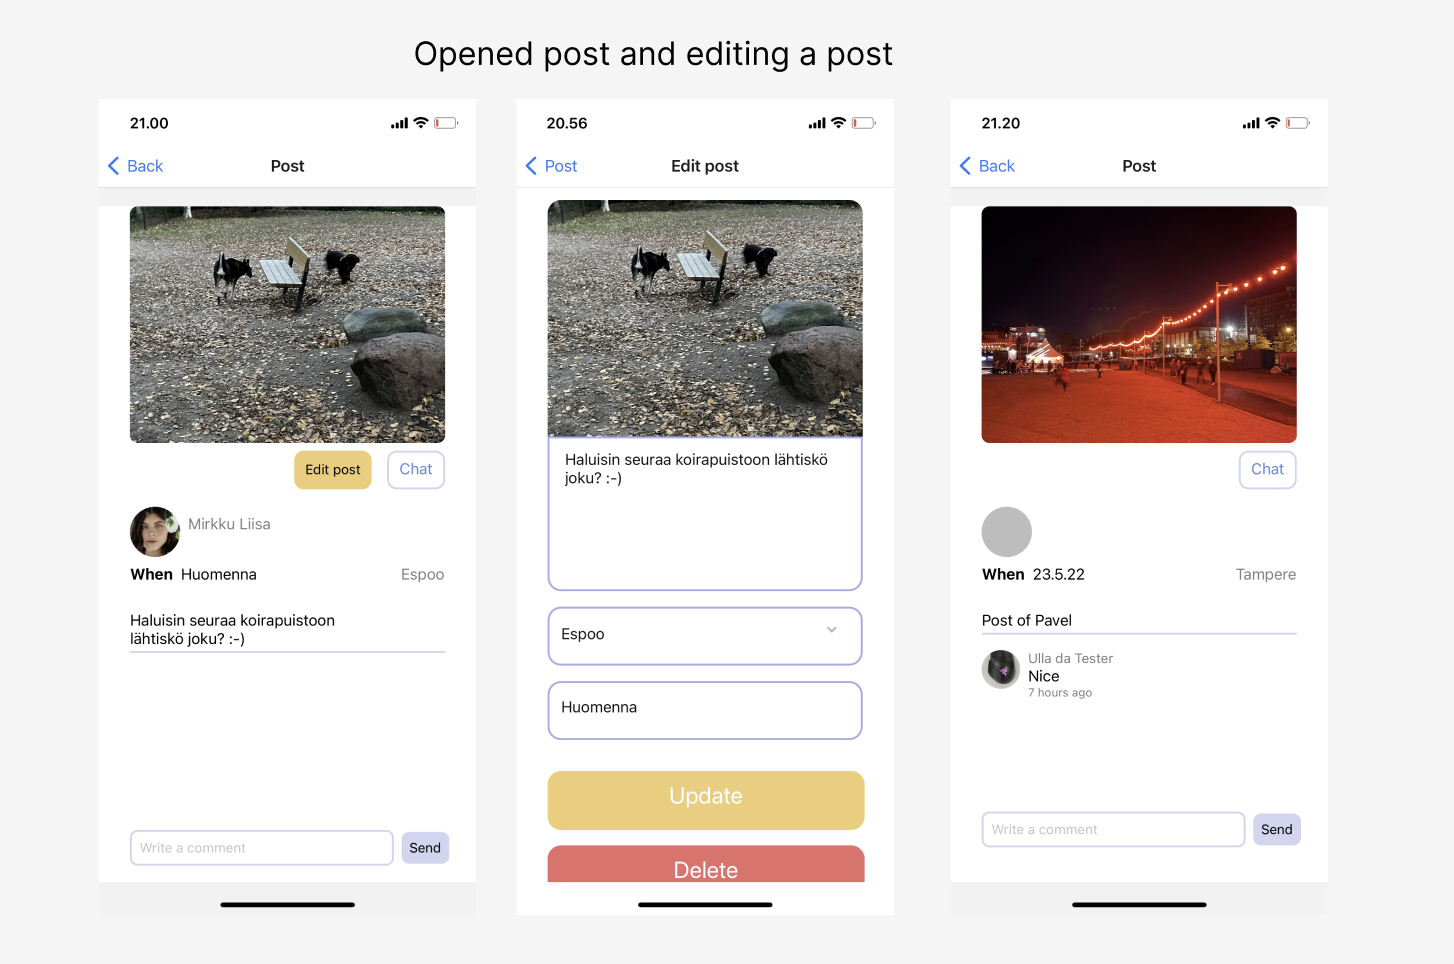 Opened post and editing a post
21.00
Back
Post
Edit post
Chat
Mirkku Liisa
When Huomenna
Espoo
Haluisin seuraa koirapuistoon
lähtiskö joku? :-)
Write a comment
Send
20.56
Post
Edit post
Haluisin seuraa koirapuistoon lähtiskö
joku? :-)
Espoo
Huomenna
Update
Delete
21.20
Back
Post
Chat
When 23.5.22
Tampere
Post of Pavel
Ulla da Tester
Nice
7 hours ago
Write a comment
Send